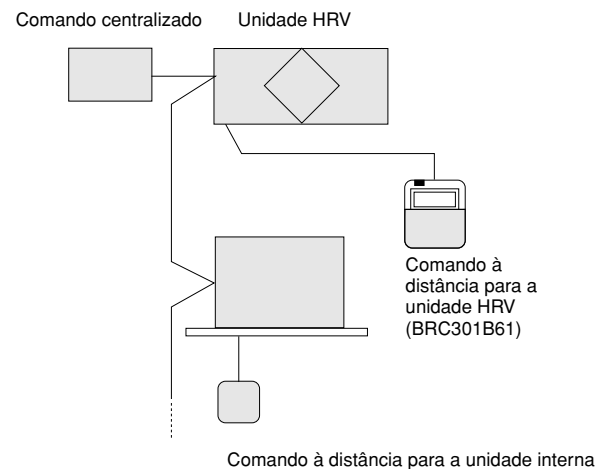 Comando centralizado
Unidade HRV
Comando à
distância para a
unidade HRV
(BRC301B61)
Comando à distância para a unidade interna